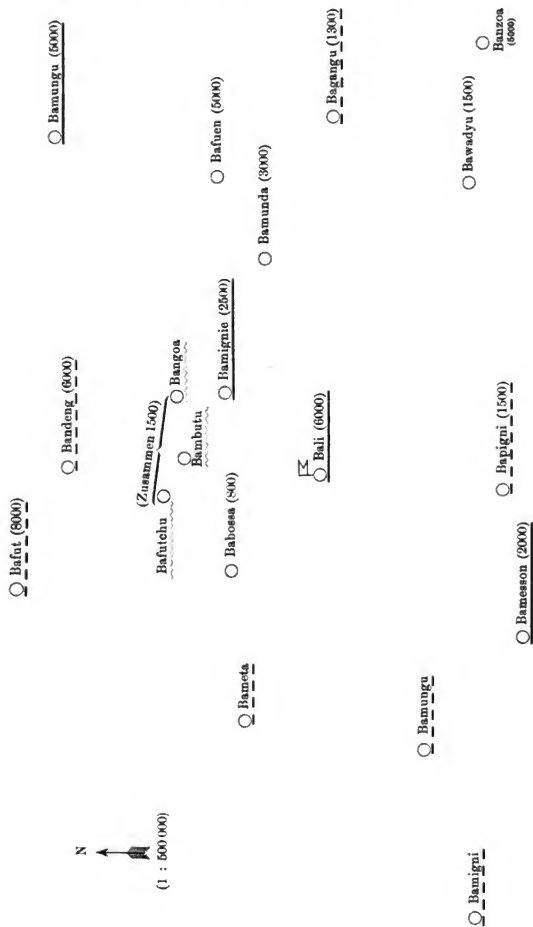 N
(1 : 500 000)
Bafut (8000)
Bandeng (6000)
Bamungu (5000)
(Zusammen 1500)
Bafutchu
Bangoa
Bambutu
Bafuen (5000)
Babossa (800)
Bamignie (2500)
Bamunda (3000)
Bameta
Bali (6000)
Bagangu (1300)
Bamungu
Bamigni
Bapigni (1500)
Bawadyu (1500)
Banzoa
(5000)
Bamesson (2000)